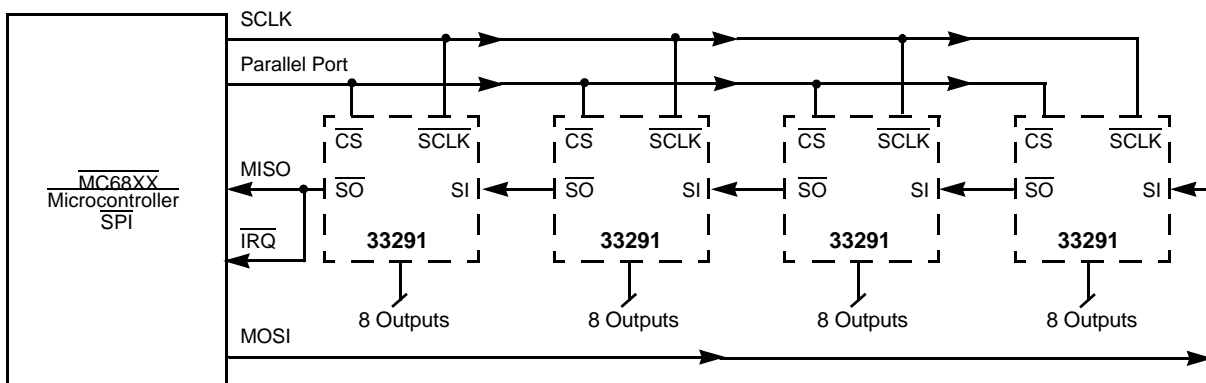 SCLK
Parallel Port
CS SCLK CS SCLK CS SCLK CS SCLK
MISO
MC68XX
Microcontroller
SPI
SO SI SO SI SO SI SO SI
IRQ
33291 33291 33291 33291
8 Outputs 8 Outputs 8 Outputs 8 Outputs
MOSI